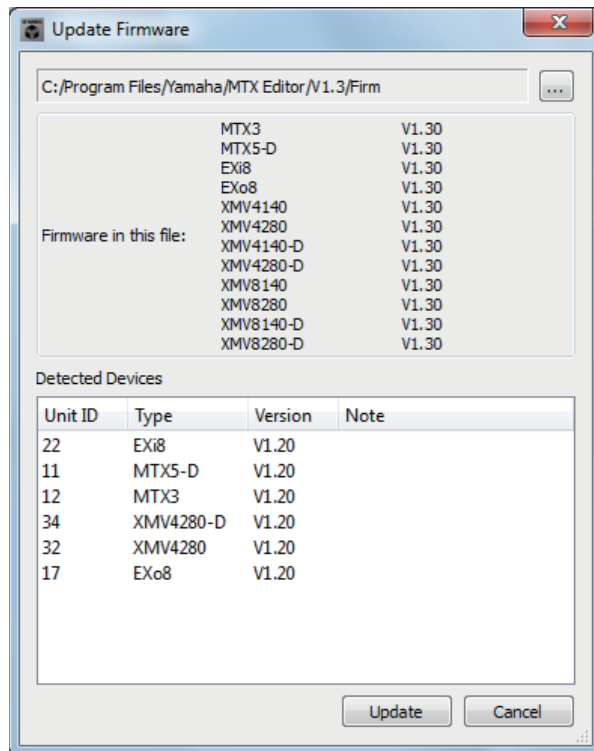 Update Firmware
C:/Program Files/Yamaha/MTX Editor/V1.3/Firm
...
Firmware in this file:
MTX3 V1.30
MTX5-D V1.30
EXi8 V1.30
EXo8 V1.30
XMV4140 V1.30
XMV4280 V1.30
XMV4140-D V1.30
XMV4280-D V1.30
XMV8140 V1.30
XMV8280 V1.30
XMV8140-D V1.30
XMV8280-D V1.30
Detected Devices
Unit ID Type Version Note
22 EXi8 V1.20
11 MTX5-D V1.20
12 MTX3 V1.20
34 XMV4280-D V1.20
32 XMV4280 V1.20
17 EXo8 V1.20
Update Cancel